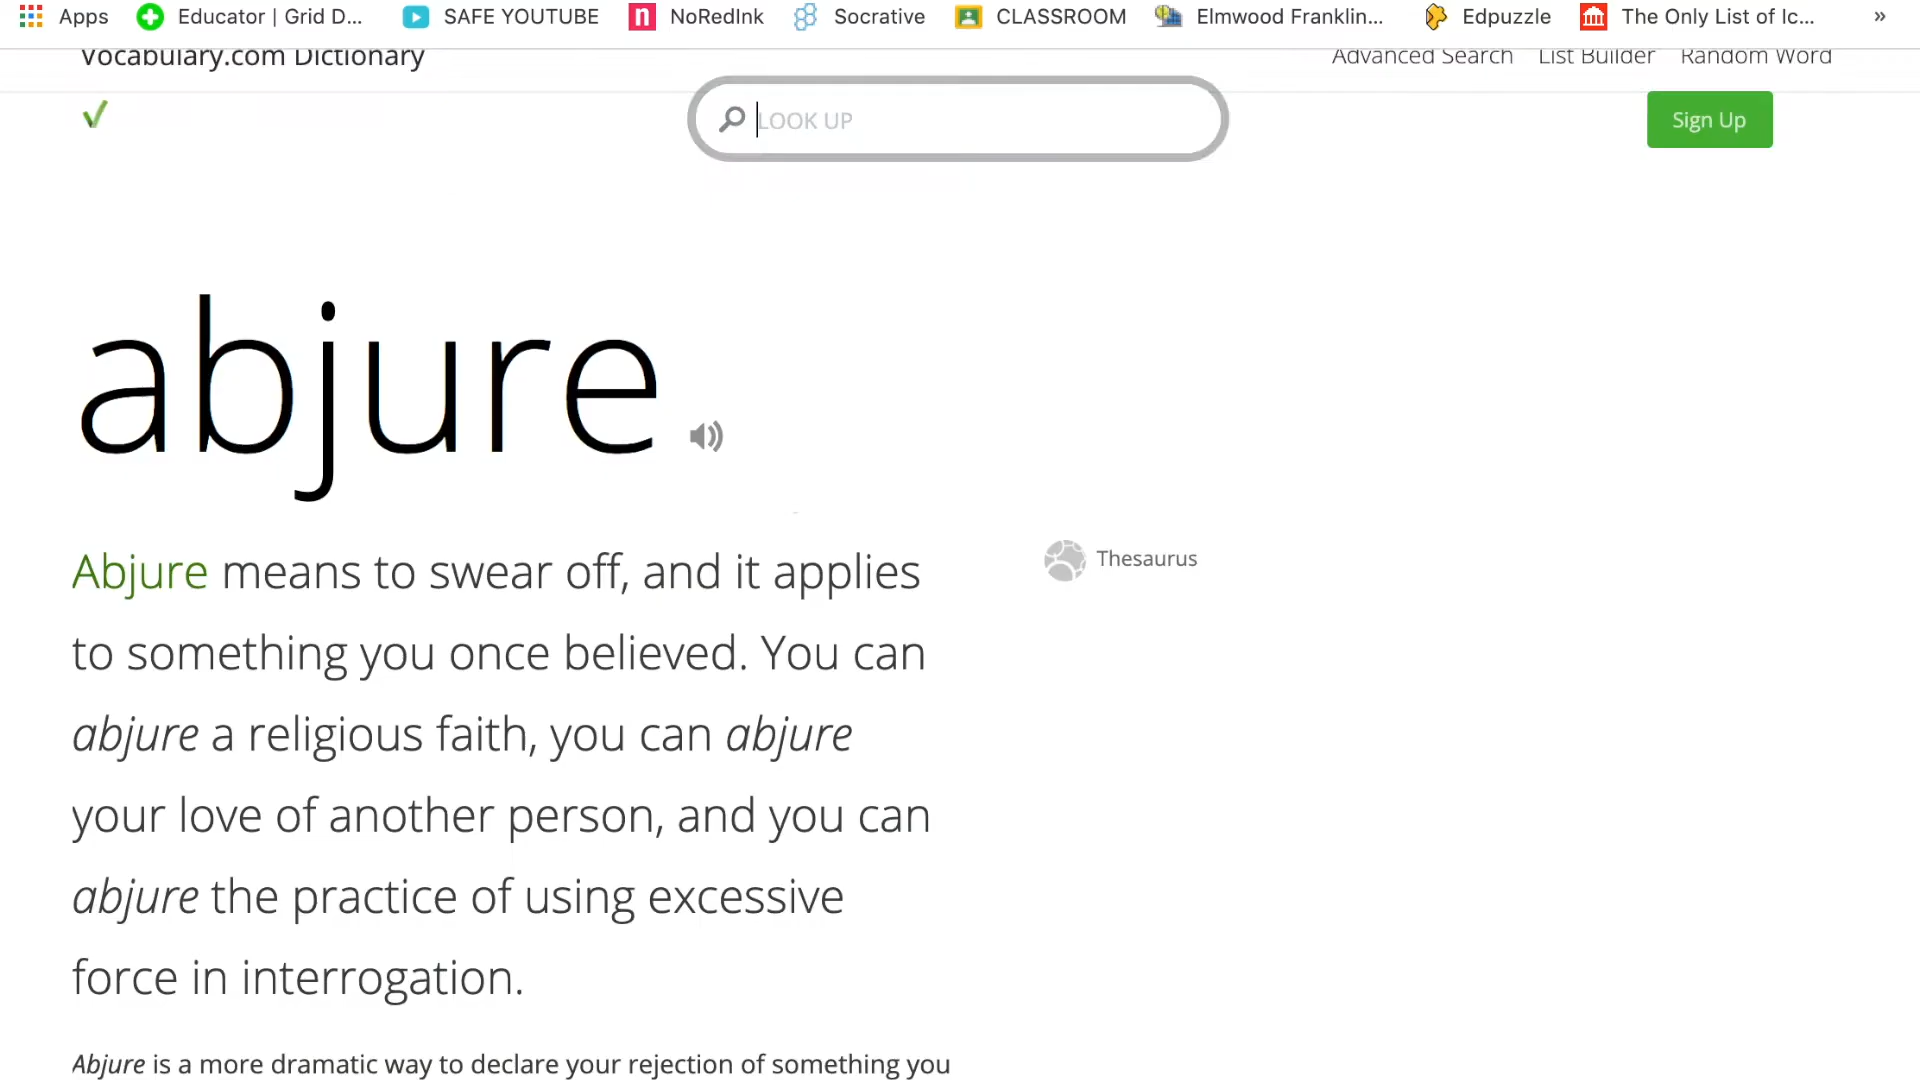 Apps Educator | Grid D... SAFE YOUTUBE NoRedInk Socrative CLASSROOM Elmwood Franklin... Edpuzzle The Only List of Ic... »
Vocabulary.com Dictionary Advanced Search List Builder Random Word
LOOK UP Sign Up
abjure
Abjure means to swear off, and it applies
to something you once believed. You can
abjure a religious faith, you can abjure
your love of another person, and you can
abjure the practice of using excessive
force in interrogation.
Thesaurus
Abjure is a more dramatic way to declare your rejection of something you